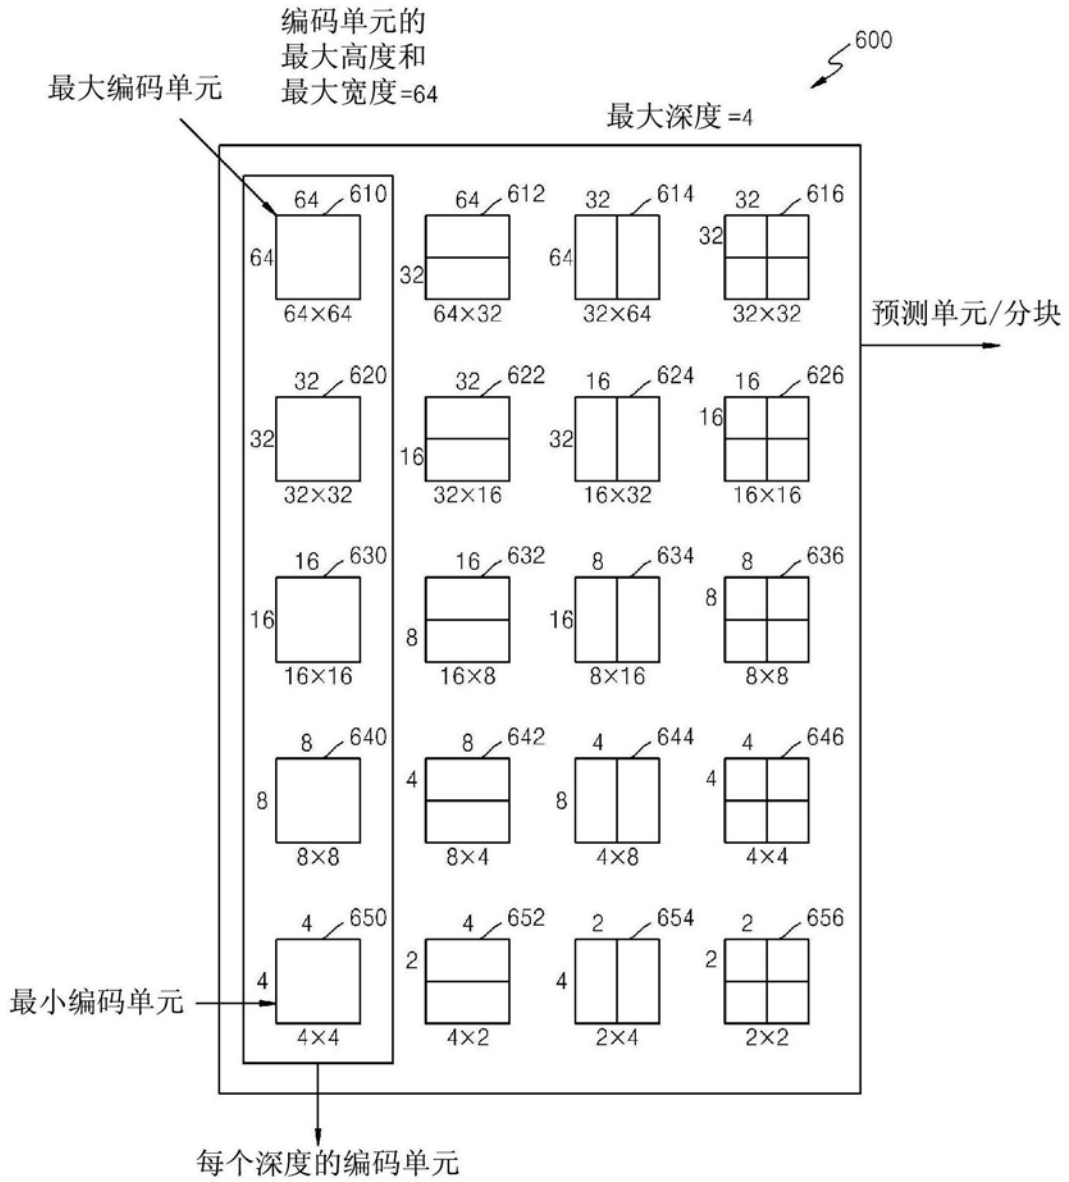 编码单元的
最大高度和
最大宽度=64
600
最大编码单元
最大深度=4
64 610 64 612 32 614 32 616
64 32 64 32
64×64 64×32 32×64 32×32
预测单元/分块
32 620 32 622 16 624 16 626
32 16 32 16
32×32 32×16 16×32 16×16
16 630 16 632 8 634 8 636
16 8 16 8
16×16 16×8 8×16 8×8
8 640 8 642 4 644 4 646
8 4 8 4
8×8 8×4 4×8 4×4
4 650 4 652 2 654 2 656
4 2 4 2
最小编码单元
4×4 4×2 2×4 2×2
每个深度的编码单元